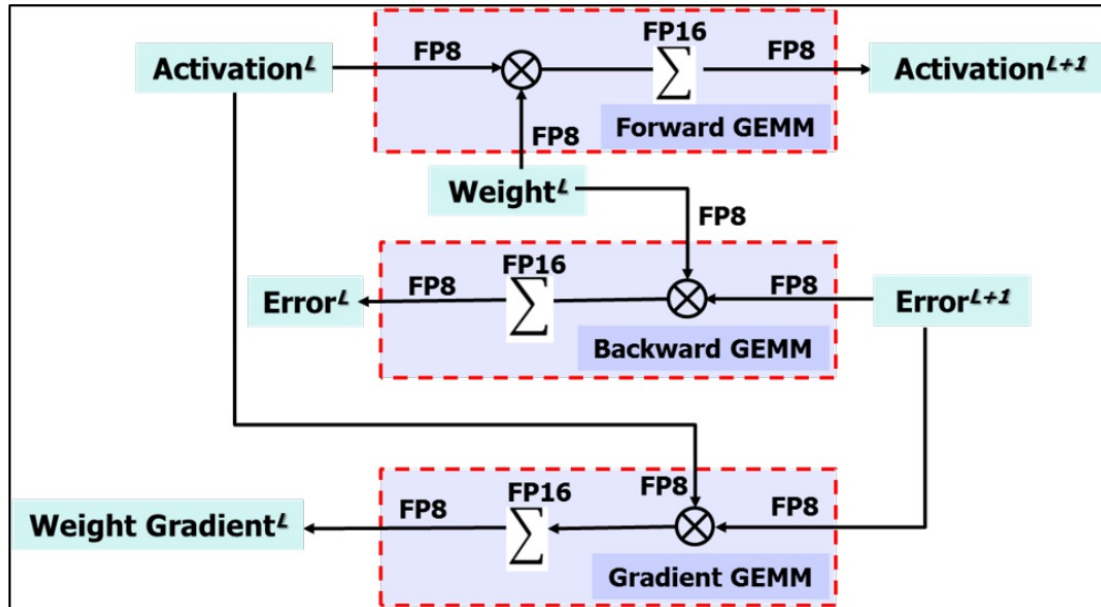 FP16
Activation^L FP8 ⊗ ∑ FP8 Activation^L+1
FP8 Forward GEMM
Weight^L
FP8
FP16
Error^L FP8 ∑ ⊗ FP8 Error^L+1
Backward GEMM
FP16 FP8
Weight Gradient^L FP8 ∑ ⊗ FP8
Gradient GEMM